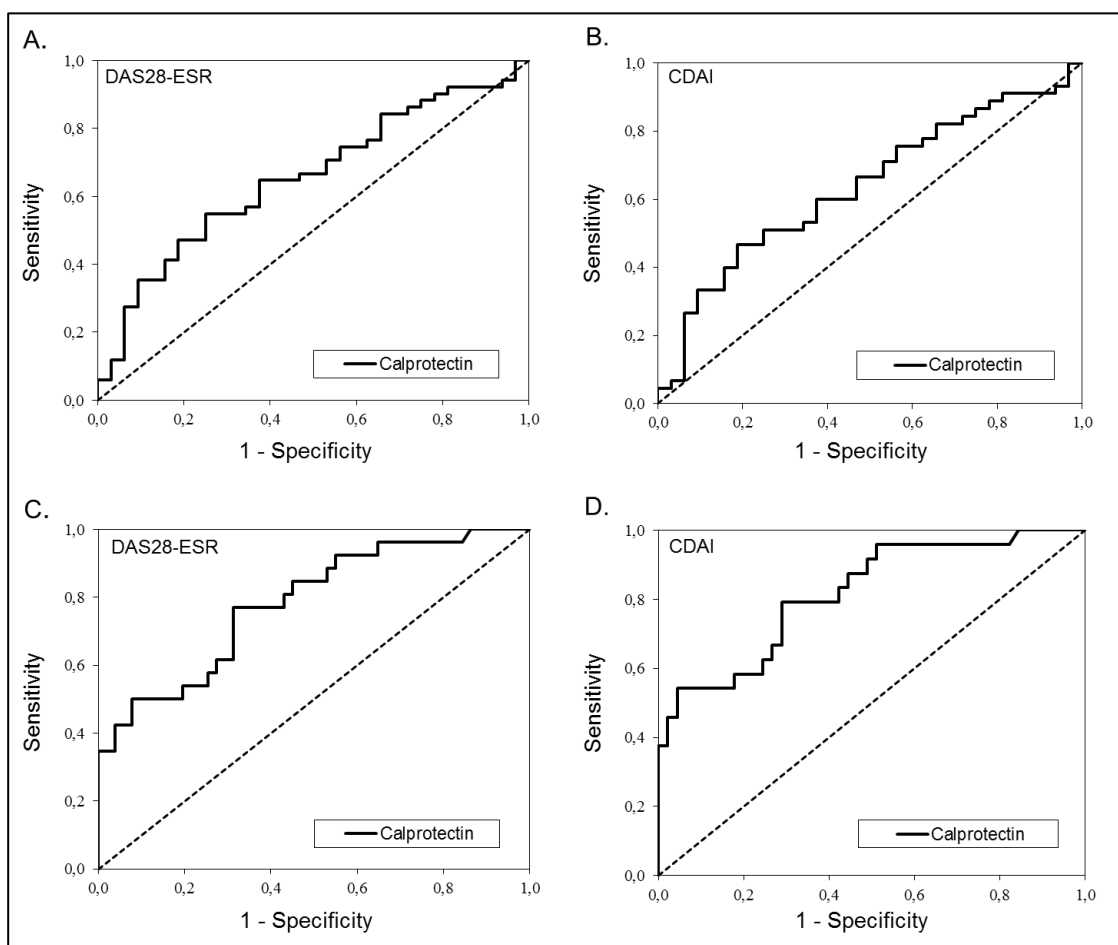 A.
DAS28-ESR
1,0
0,8
0,6
0,4
0,2
0,0
Sensitivity
Calprotectin
0,0 0,2 0,4 0,6 0,8 1,0
1 - Specificity
B.
CDAI
1,0
0,8
0,6
0,4
0,2
0,0
Sensitivity
Calprotectin
0,0 0,2 0,4 0,6 0,8 1,0
1 - Specificity
C.
DAS28-ESR
1,0
0,8
0,6
0,4
0,2
0,0
Sensitivity
Calprotectin
0,0 0,2 0,4 0,6 0,8 1,0
1 - Specificity
D.
CDAI
1,0
0,8
0,6
0,4
0,2
0,0
Sensitivity
Calprotectin
0,0 0,2 0,4 0,6 0,8 1,0
1 - Specificity